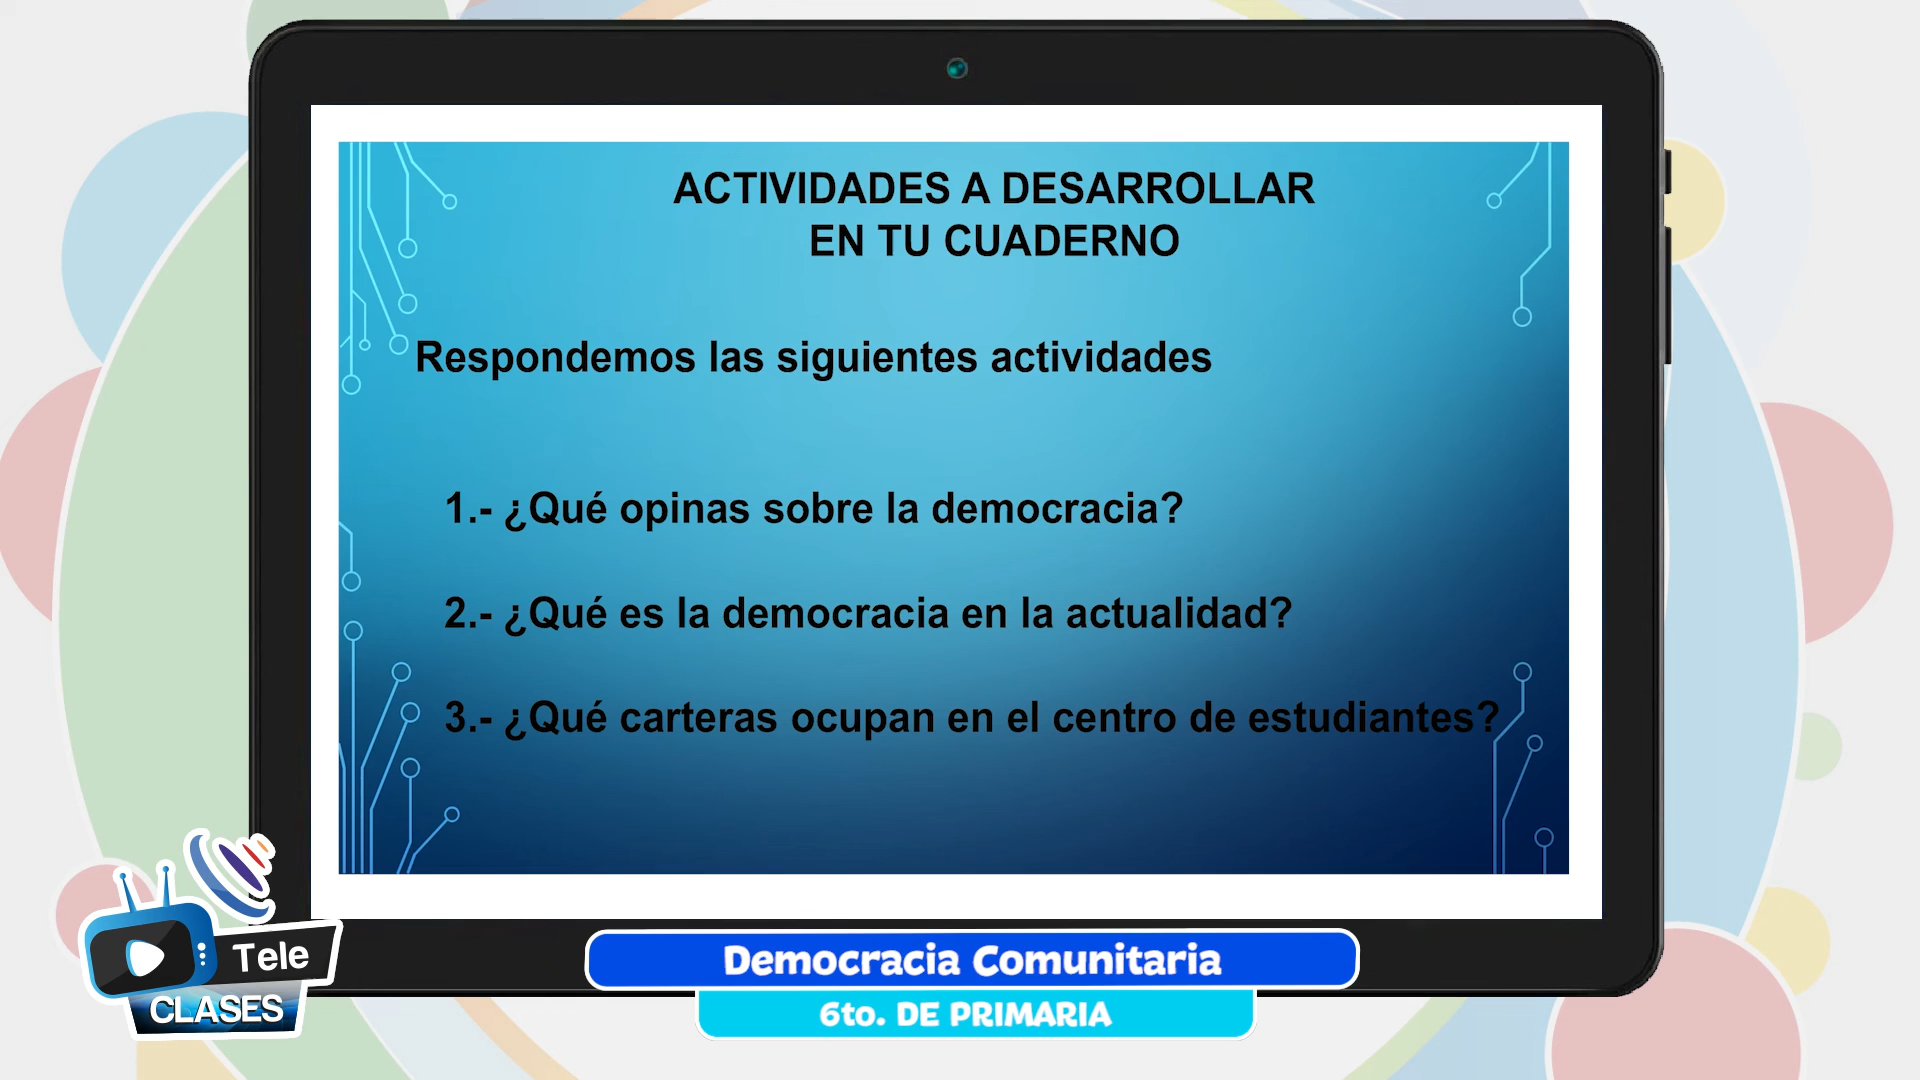 ACTIVIDADES A DESARROLLAR
EN TU CUADERNO
Respondemos las siguientes actividades
1.- ¿Qué opinas sobre la democracia?
2.- ¿Qué es la democracia en la actualidad?
3.- ¿Qué carteras ocupan en el centro de estudiantes?
Tele
CLASES
Democracia Comunitaria
6to. DE PRIMARIA